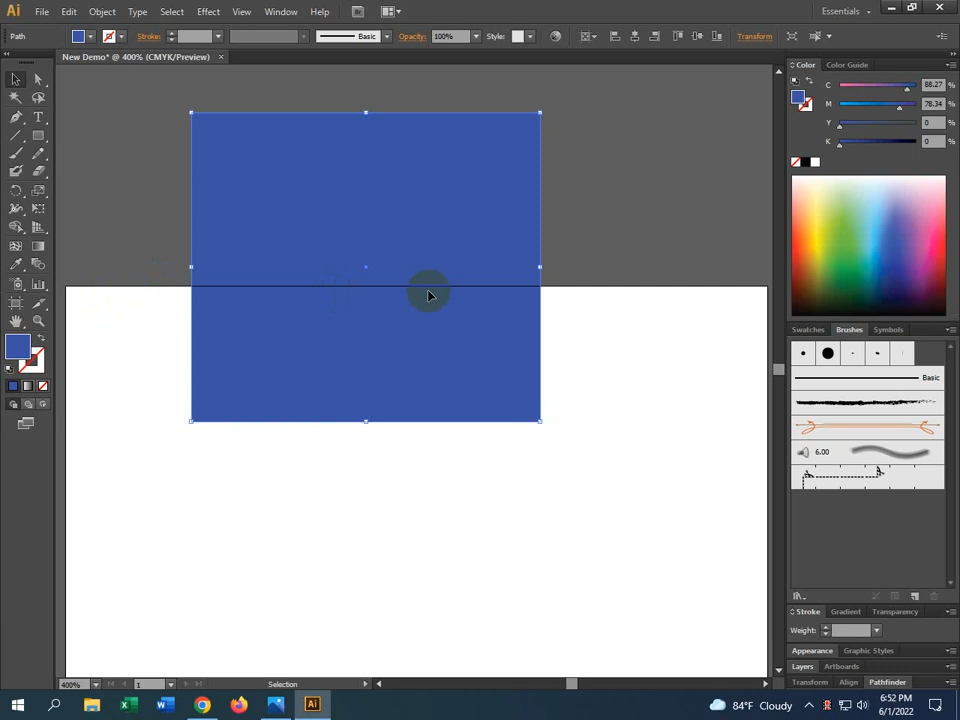 Ai File Edit Object Type Select Effect View Window Help Br Essentials
Path Stroke: Basic Opacity: 100% Style: Transform
New Demo* @ 400% (CMYK/Preview) ×
Color Color Guide
C 88.27 %
M 78.34 %
Y 0 %
K 0 %
Swatches Brushes Symbols
Basic
6.00
Stroke Gradient Transparency
Weight:
Appearance Graphic Styles
Layers Artboards
Transform Align Pathfinder
400% 1 Selection
84°F Cloudy
6:52 PM
6/1/2022